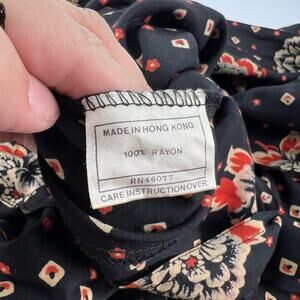 MADE IN HONG KONG
100% RAYON
RN46077
CARE INSTRUCTION OVER